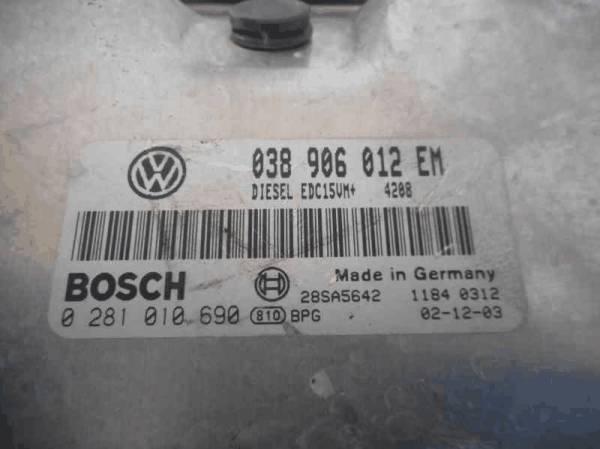 038 906 012 EM
DIESEL EDC15VM+ 4208
BOSCH
Made in Germany
28SA5642 1184 0312
0 281 010 690 810 BPG 02-12-03